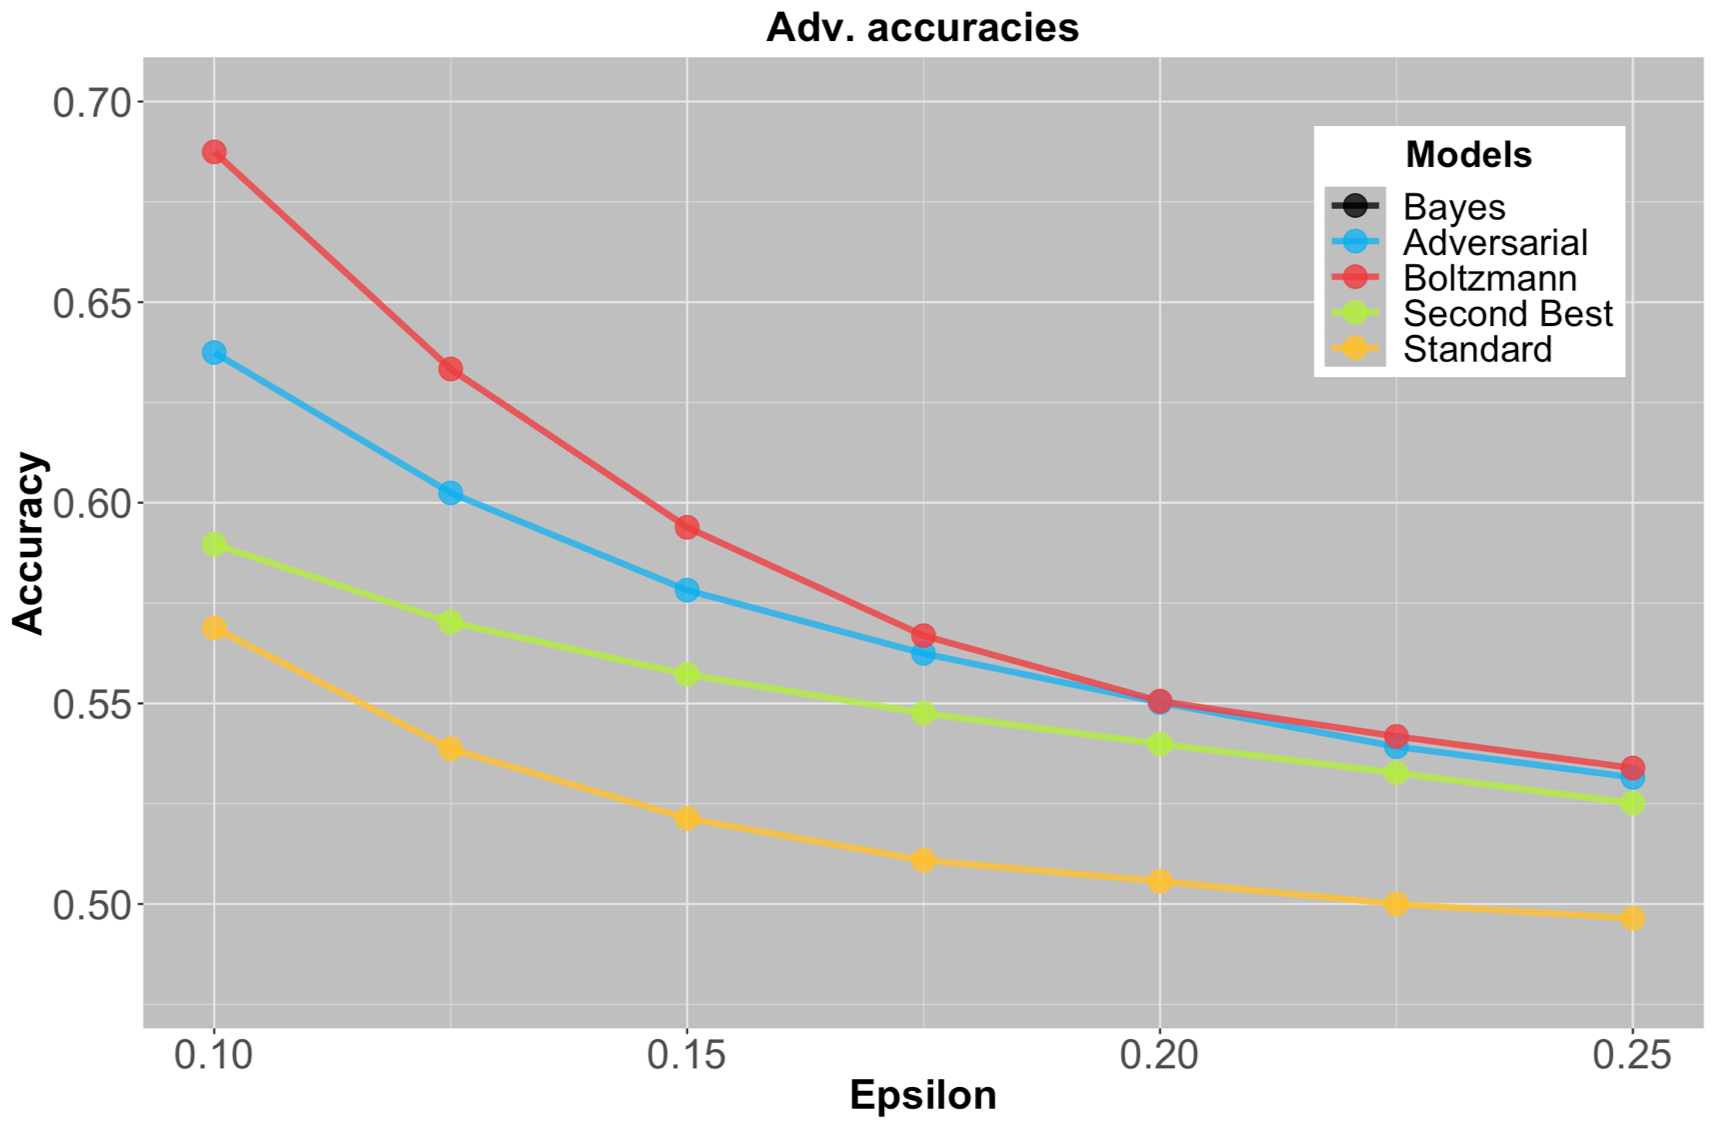 Adv. accuracies
0.70
0.65
0.60
0.55
0.50
Accuracy
Models
Bayes
Adversarial
Boltzmann
Second Best
Standard
0.10 0.15 0.20 0.25
Epsilon